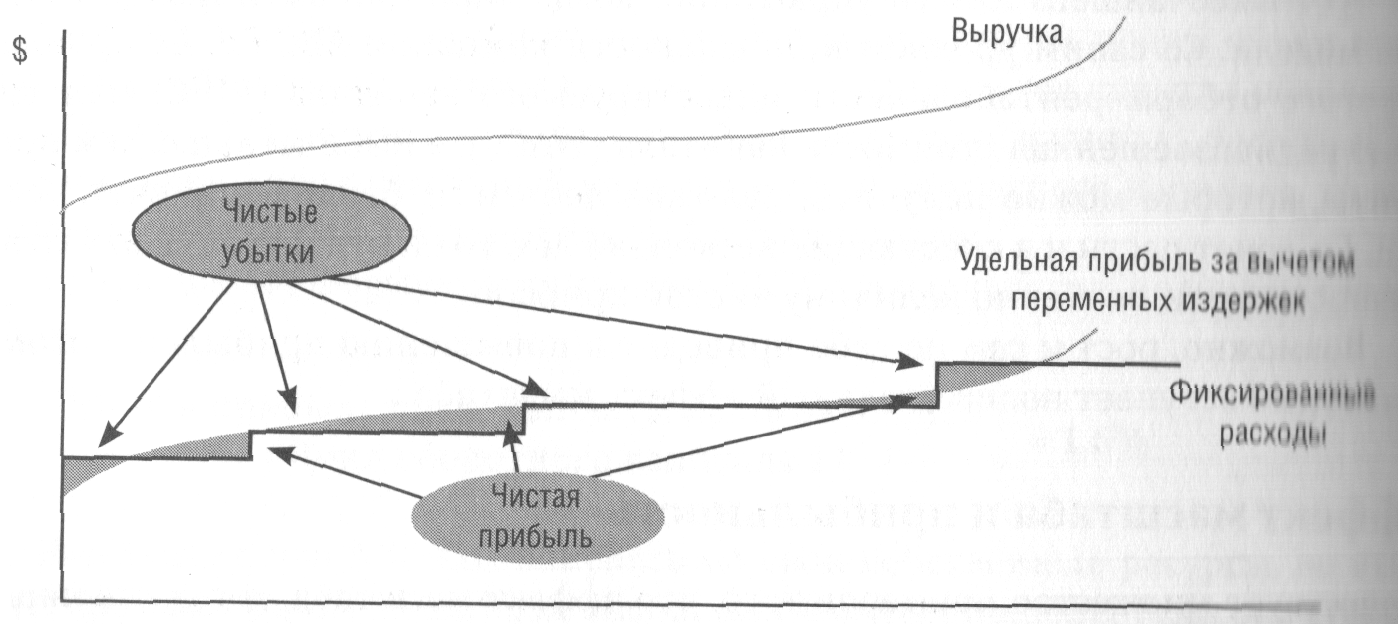 $
Выручка
Чистые
убытки
Удельная прибыль за вычетом
переменных издержек
Фиксированные
расходы
Чистая
прибыль